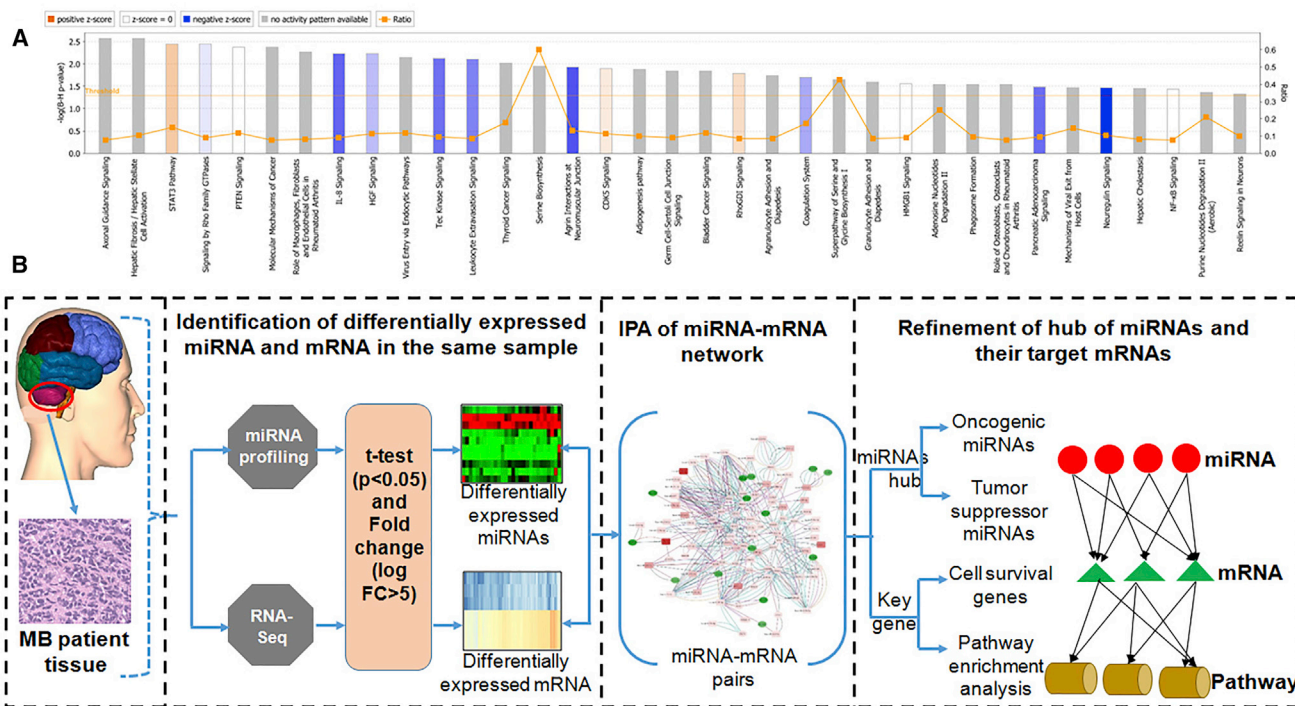 positive z-score
z-score = 0
negative z-score
no activity pattern available
Ratio
A
2.5
2.0
1.5
1.0
0.5
0.0
-log(B-H p-value)
Threshold
0.6
0.5
0.4
0.3
0.2
0.1
0.0
Ratio
Axonal Guidance Signaling
Hepatic Fibrosis / Hepatic Stellate
Cell Activation
STAT3 Pathway
Signaling by Rho Family GTPases
PTEN Signaling
Molecular Mechanisms of Cancer
Role of Macrophages, Fibroblasts
and Endothelial Cells in
Rheumatoid Arthritis
IL-8 Signaling
HGF Signaling
Virus Entry via Endocytic Pathways
Tec Kinase Signaling
Leukocyte Extravasation Signaling
Thyroid Cancer Signaling
Serine Biosynthesis
Agrin Interactions at
Neuromuscular Junction
CDK5 Signaling
Adipogenesis pathway
Germ Cell-Sertoli Cell Junction
Signaling
Bladder Cancer Signaling
RhoGDI Signaling
Agranulocyte Adhesion and
Diapedesis
Coagulation System
Superpathway of Serine and
Glycine Biosynthesis I
Granulocyte Adhesion and
Diapedesis
HMGB1 Signaling
Adenosine Nucleotides
Degradation II
Phagosome Formation
Role of Osteoblasts, Osteoclasts
and Chondrocytes in Rheumatoid
Arthritis
Pancreatic Adenocarcinoma
Signaling
Mechanisms of Viral Exit from
Host Cells
Neuregulin Signaling
Hepatic Cholestasis
NF-κB Signaling
Purine Nucleotides Degradation II
(Aerobic)
Reelin Signaling in Neurons
B
MB patient
tissue
Identification of differentially expressed
miRNA and mRNA in the same sample
miRNA
profiling
RNA-
Seq
t-test
(p<0.05)
and
Fold
change
(log
FC>5)
Differentially
expressed
miRNAs
Differentially
expressed mRNA
IPA of miRNA-mRNA
network
miRNA-mRNA
pairs
Refinement of hub of miRNAs and
their target mRNAs
miRNAs
hub
Key
gene
Oncogenic
miRNAs
Tumor
suppressor
miRNAs
Cell survival
genes
Pathway
enrichment
analysis
miRNA
mRNA
Pathway